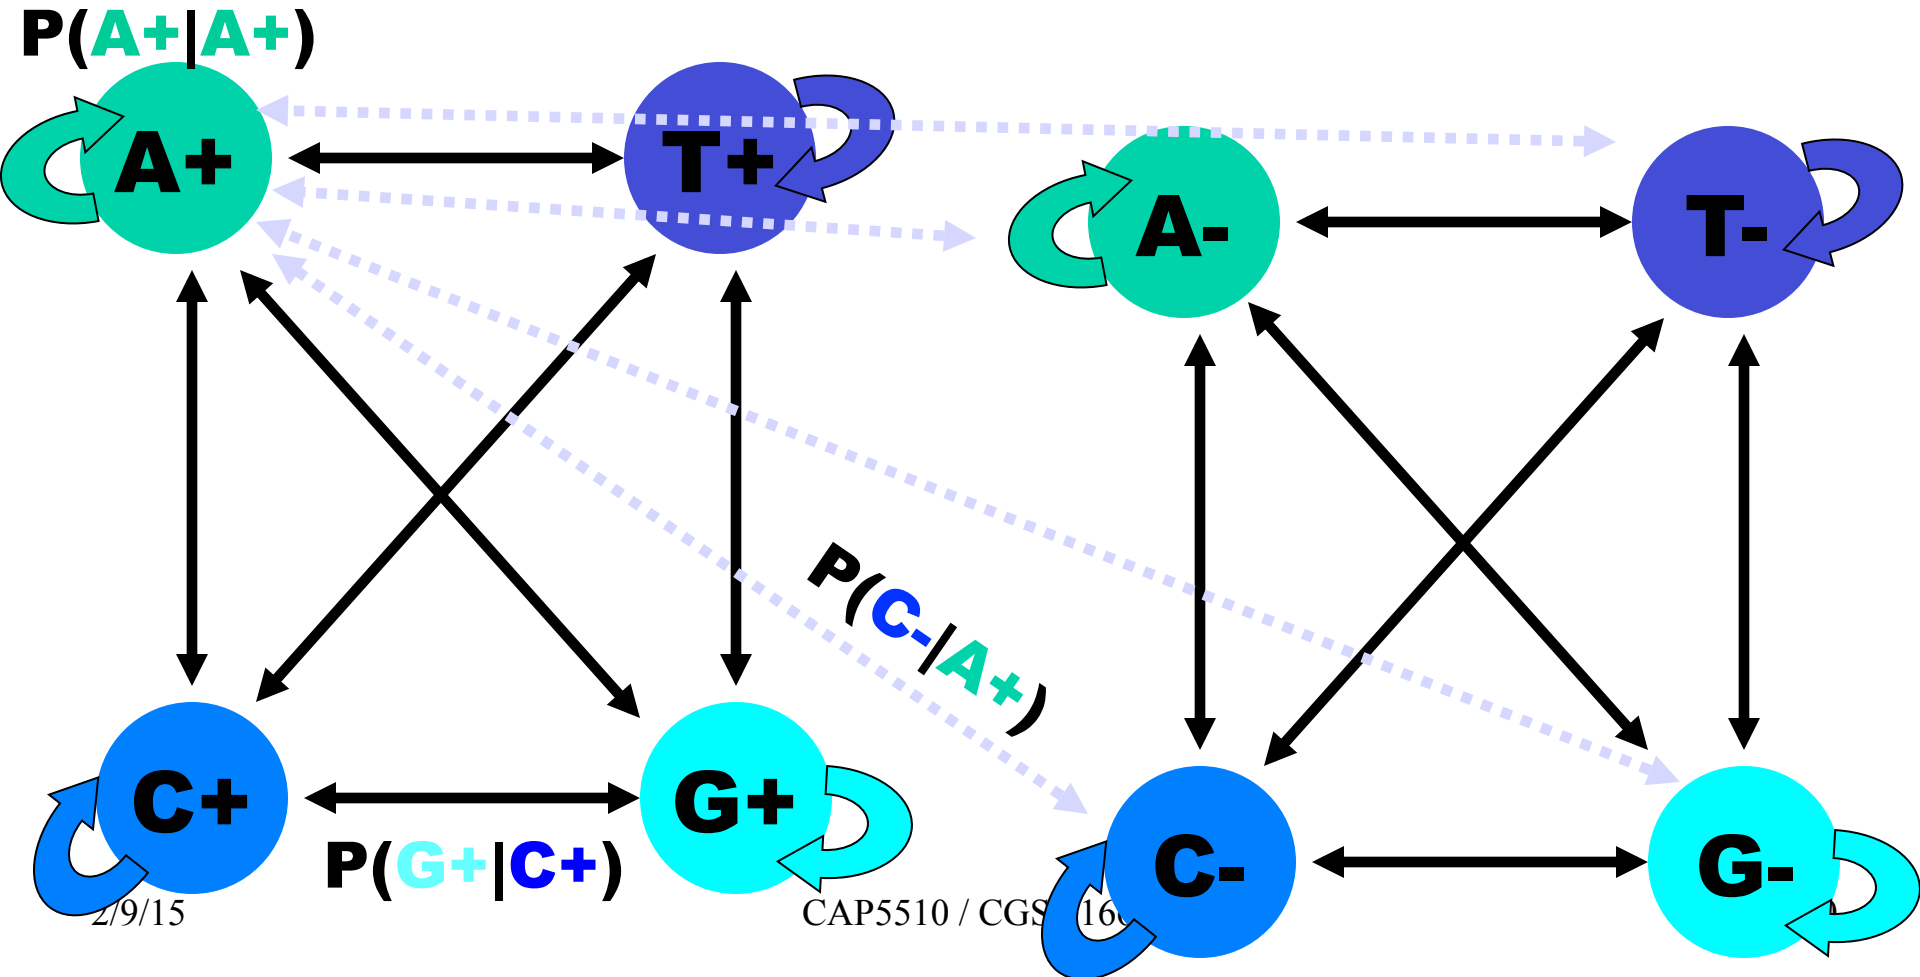 P(A+|A+)
A+
T+
A-
T-
P(C-|A+)
C+
G+
P(G+|C+)
C-
G-
2/9/15
CAP5510 / CGS